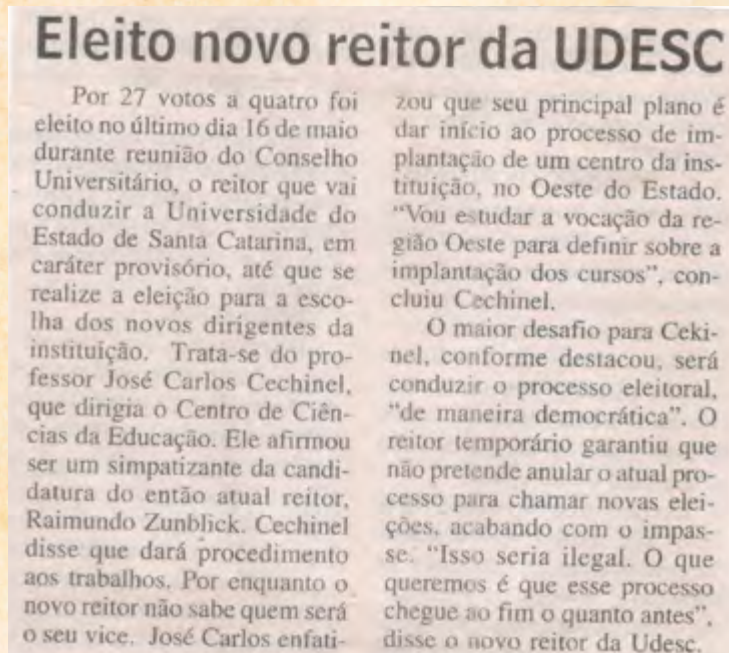 Eleito novo reitor da UDESC
Por 27 votos a quatro foi
eleito no último dia 16 de maio
durante reunião do Conselho
Universitário, o reitor que vai
conduzir a Universidade do
Estado de Santa Catarina, em
caráter provisório, até que se
realize a eleição para a esco-
lha dos novos dirigentes da
instituição. Trata-se do pro-
fessor José Carlos Cechinel,
que dirigia o Centro de Ciên-
cias da Educação. Ele afirmou
ser um simpatizante da candi-
datura do então atual reitor,
Raimundo Zunblick. Cechinel
disse que dará procedimento
aos trabalhos. Por enquanto o
novo reitor não sabe quem será
o seu vice. José Carlos enfati-
zou que seu principal plano é
dar início ao processo de im-
plantação de um centro da ins-
tituição, no Oeste do Estado.
"Vou estudar a vocação da re-
gião Oeste para definir sobre a
implantação dos cursos", con-
cluiu Cechinel.
O maior desafio para Ceki-
nel, conforme destacou, será
conduzir o processo eleitoral,
"de maneira democrática". O
reitor temporário garantiu que
não pretende anular o atual pro-
cesso para chamar novas elei-
ções, acabando com o impas-
se. "Isso seria ilegal. O que
queremos é que esse processo
chegue ao fim o quanto antes",
disse o novo reitor da Udesc.